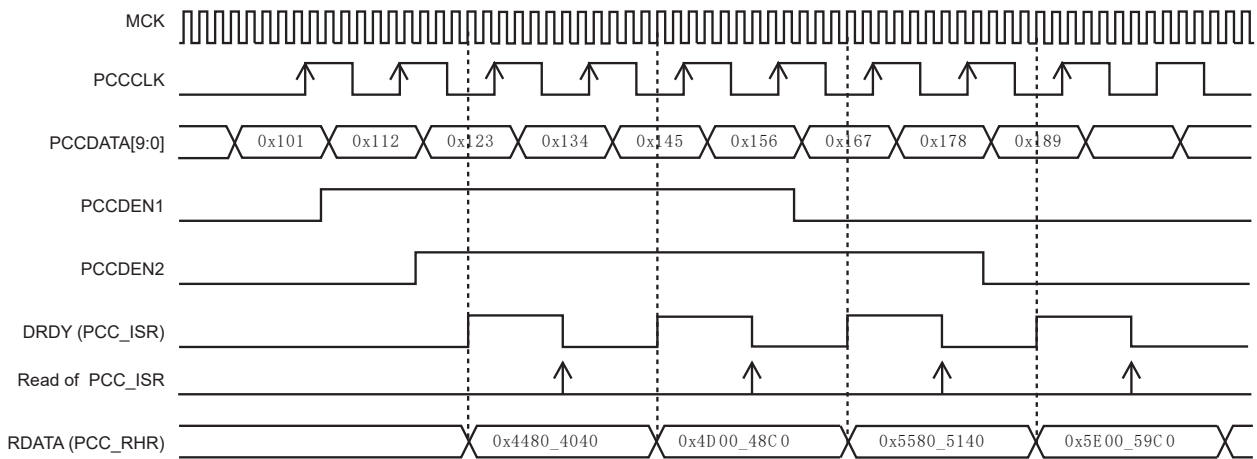 MCK
PCCCLK
PCCDATA[9:0] 0x101 0x112 0x123 0x134 0x145 0x156 0x167 0x178 0x189
PCCDEN1
PCCDEN2
DRDY (PCC_ISR)
Read of PCC_ISR
RDATA (PCC_RHR) 0x4480_4040 0x4D00_48C0 0x5580_5140 0x5E00_59C0